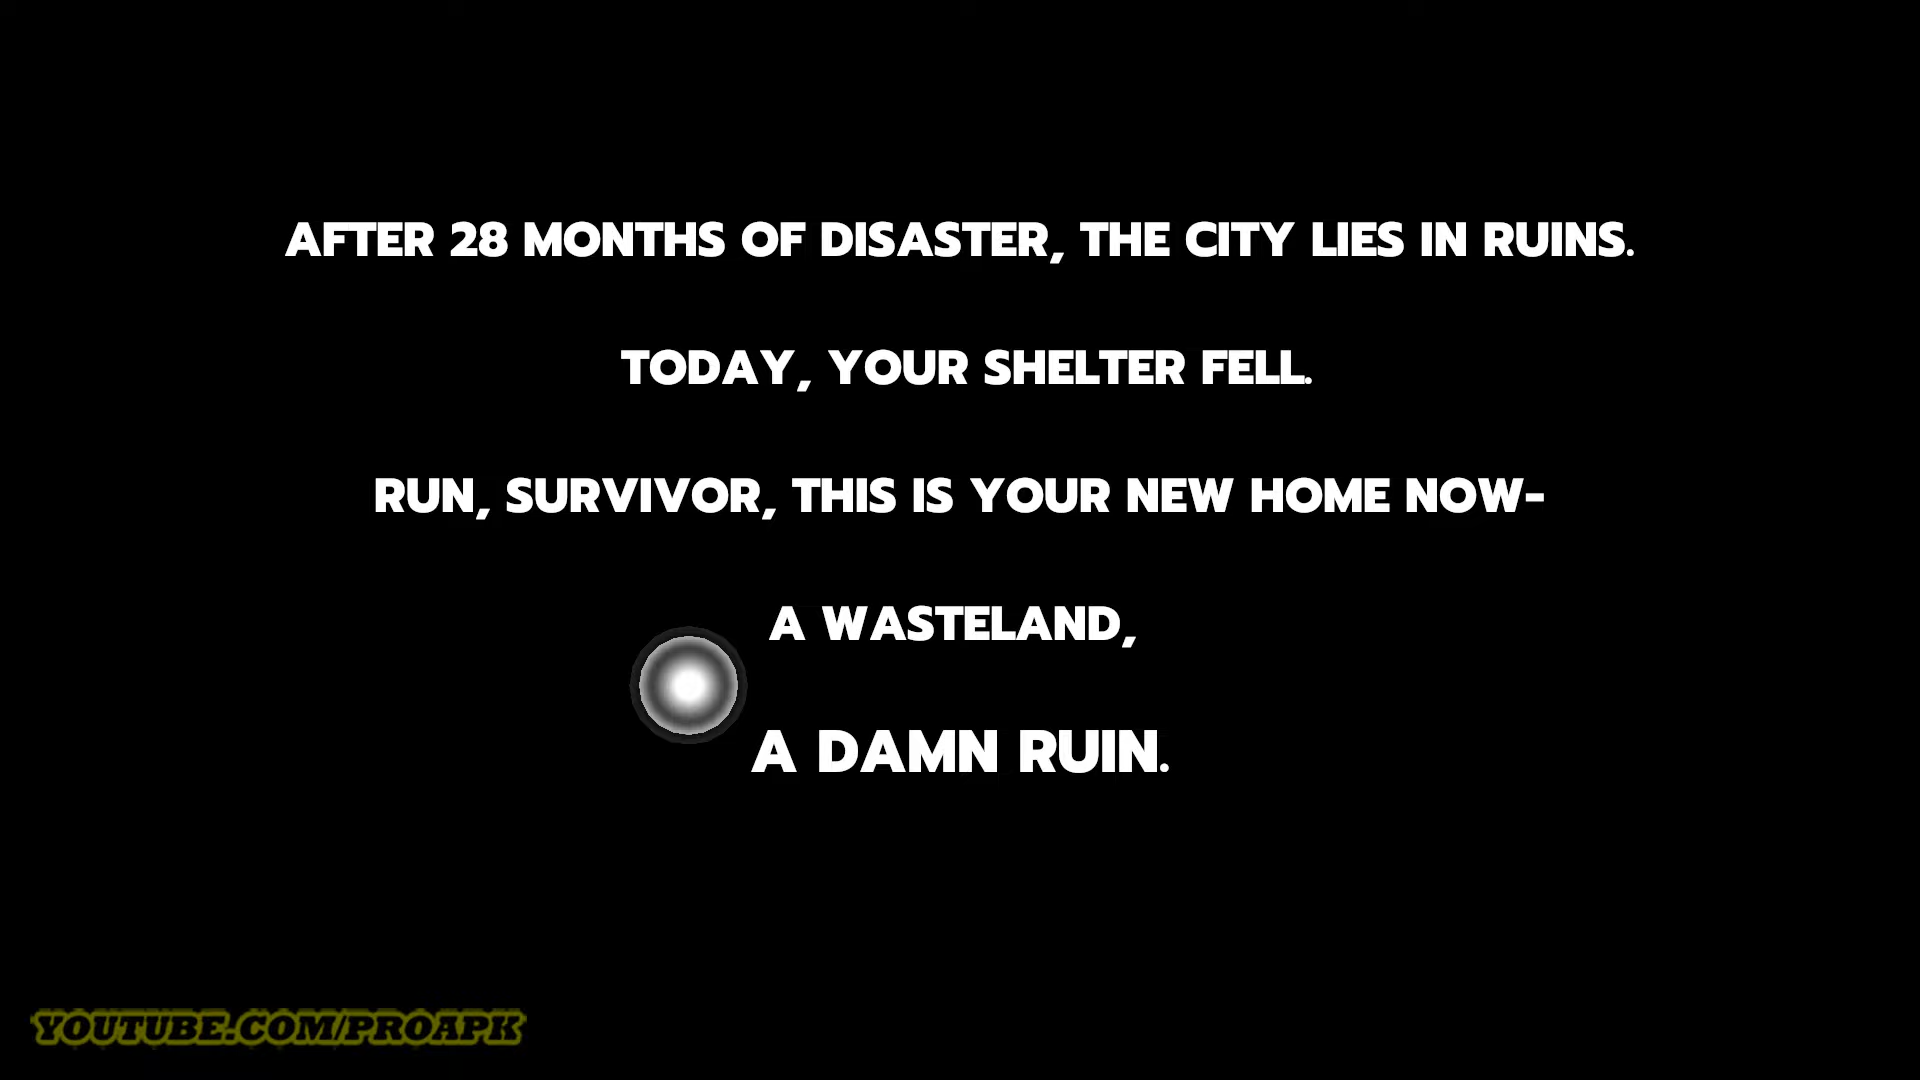 AFTER 28 MONTHS OF DISASTER, THE CITY LIES IN RUINS.
TODAY, YOUR SHELTER FELL.
RUN, SURVIVOR, THIS IS YOUR NEW HOME NOW-
A WASTELAND,
A DAMN RUIN.
YOUTUBE.COM/PROAPK